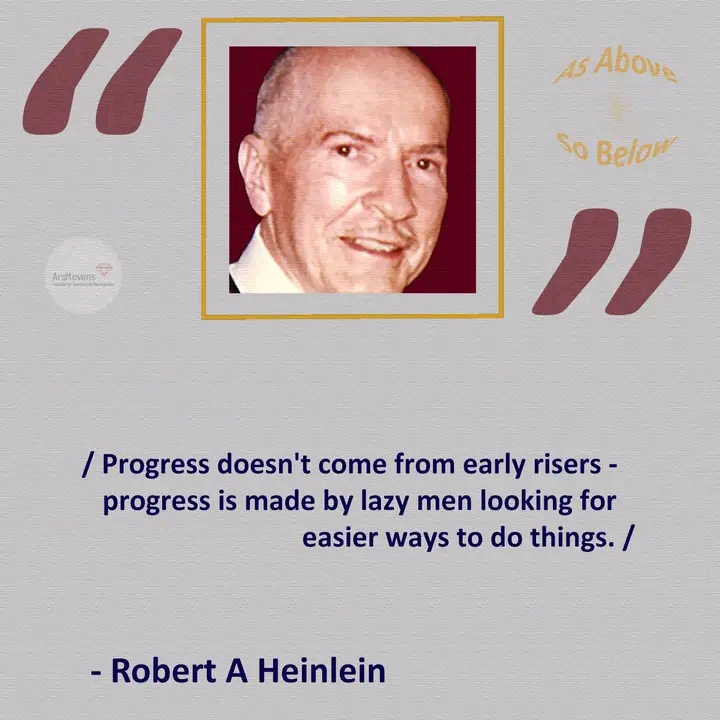 As Above
So Below
ArsMovens
/ Progress doesn't come from early risers -
progress is made by lazy men looking for
easier ways to do things. /
- Robert A Heinlein